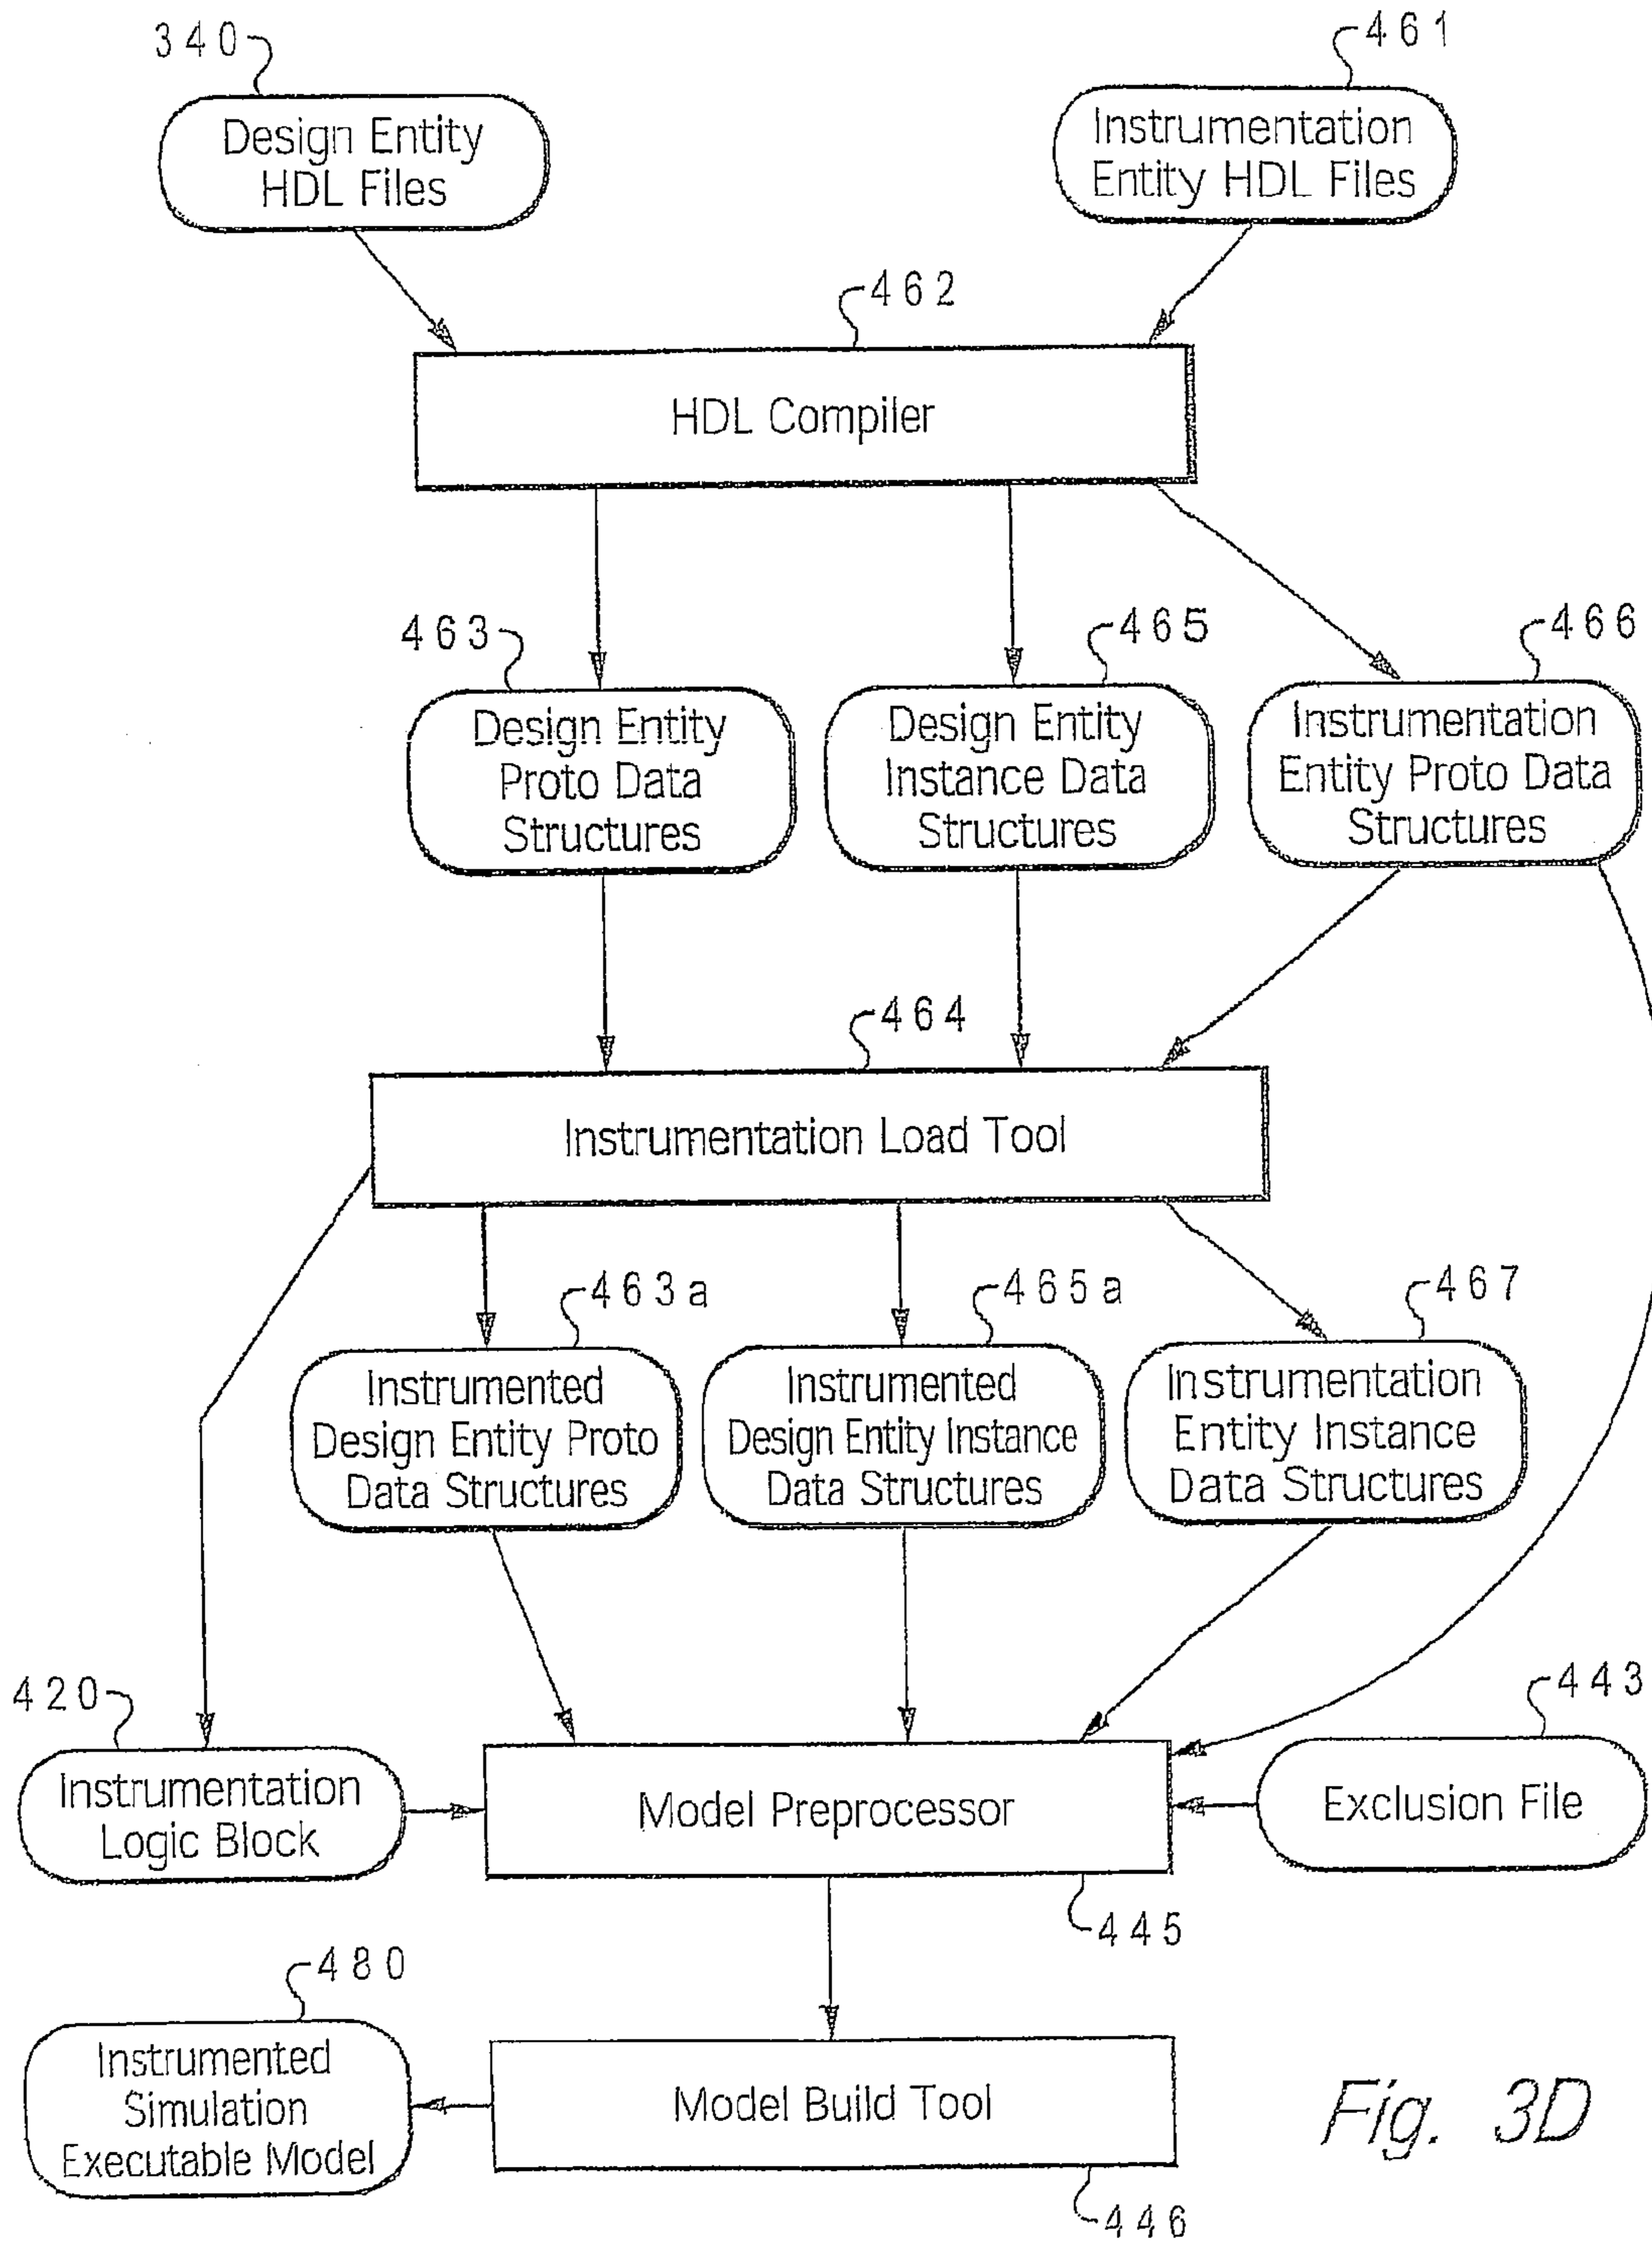 340
461
Design Entity
HDL Files
Instrumentation
Entity HDL Files
462
HDL Compiler
463
465
466
Design Entity
Proto Data
Structures
Design Entity
Instance Data
Structures
Instrumentation
Entity Proto Data
Structures
464
Instrumentation Load Tool
463a
465a
467
Instrumented
Design Entity Proto
Data Structures
Instrumented
Design Entity Instance
Data Structures
Instrumentation
Entity Instance
Data Structures
420
443
Instrumentation
Logic Block
Model Preprocessor
Exclusion File
445
480
Instrumented
Simulation
Executable Model
Model Build Tool
446
Fig. 3D